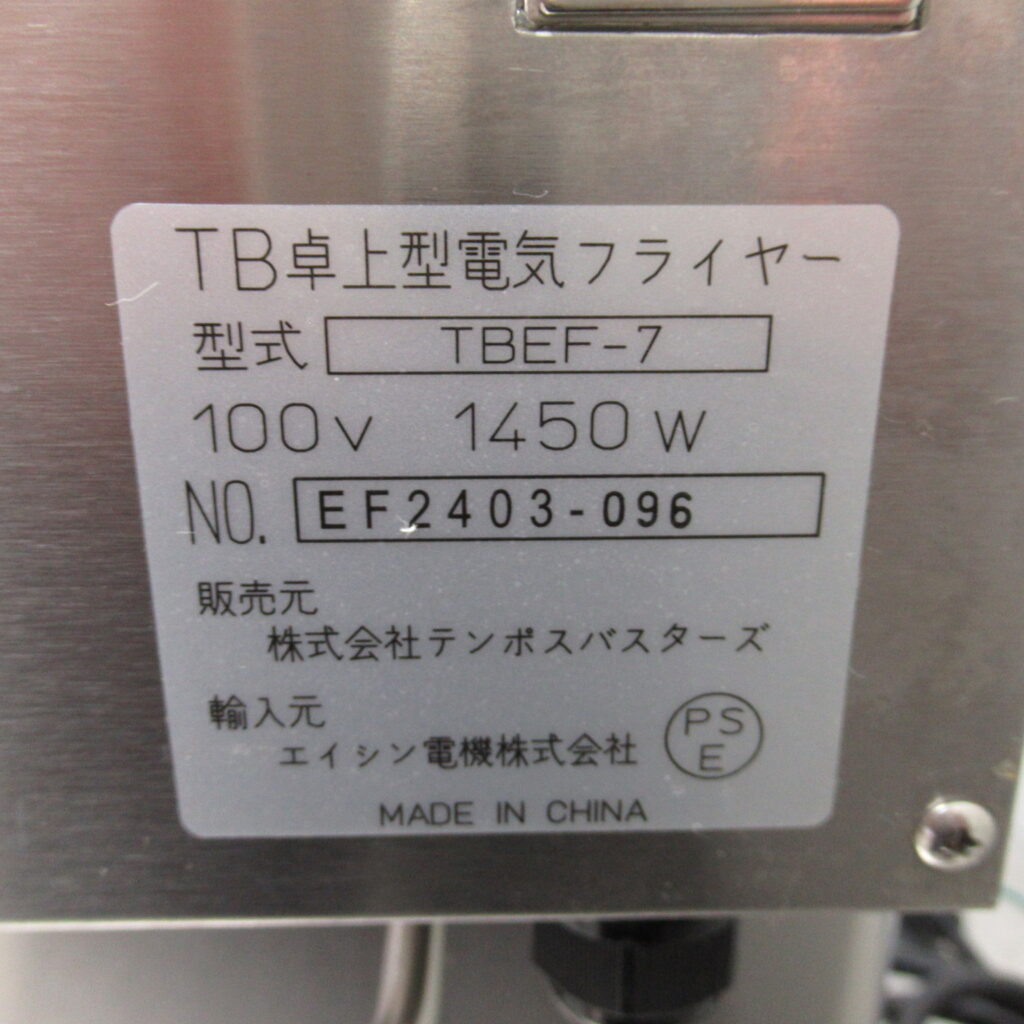 TB卓上型電気フライヤー
型式 TBEF-7
100V 1450W
NO. EF2403-096
販売元
株式会社テンポスバスターズ
輸入元
エイシン電機株式会社
PS
E
MADE IN CHINA